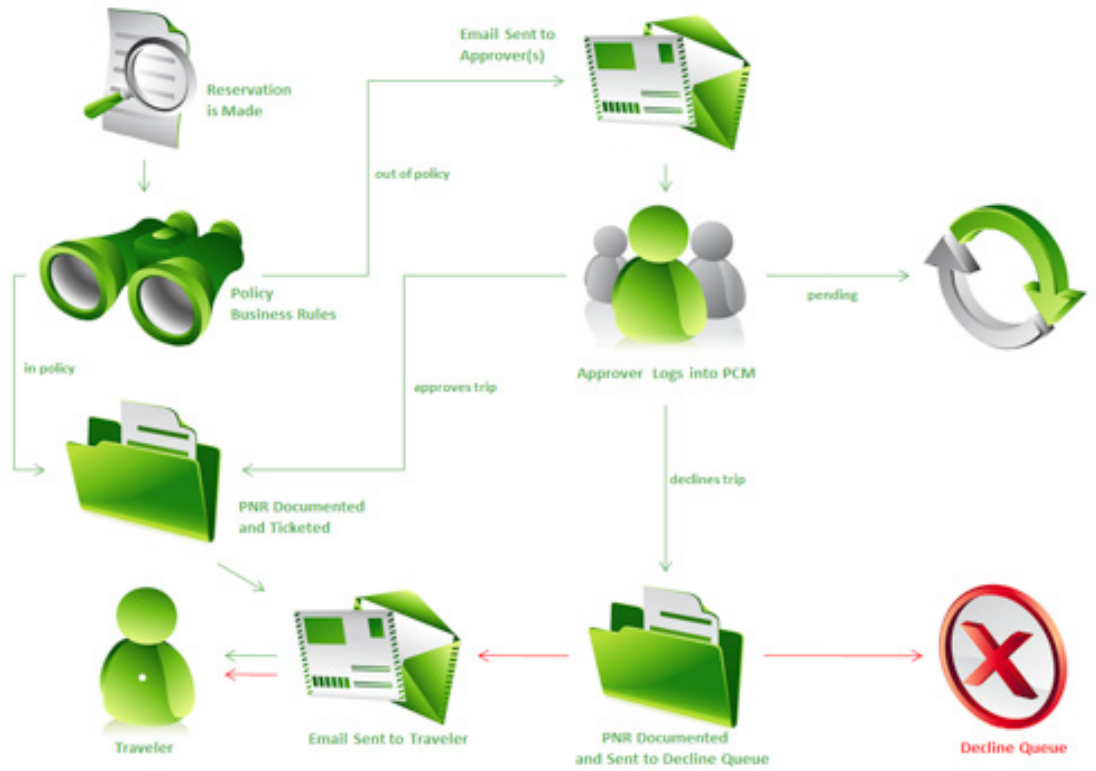 Email Sent to
Approver(s)
Reservation
is Made
out of policy
Policy
Business Rules
pending
in policy
Approver Logs into PCM
approves trip
declines trip
PNR Documented
and Ticketed
Traveler
Email Sent to Traveler
PNR Documented
and Sent to Decline Queue
Decline Queue